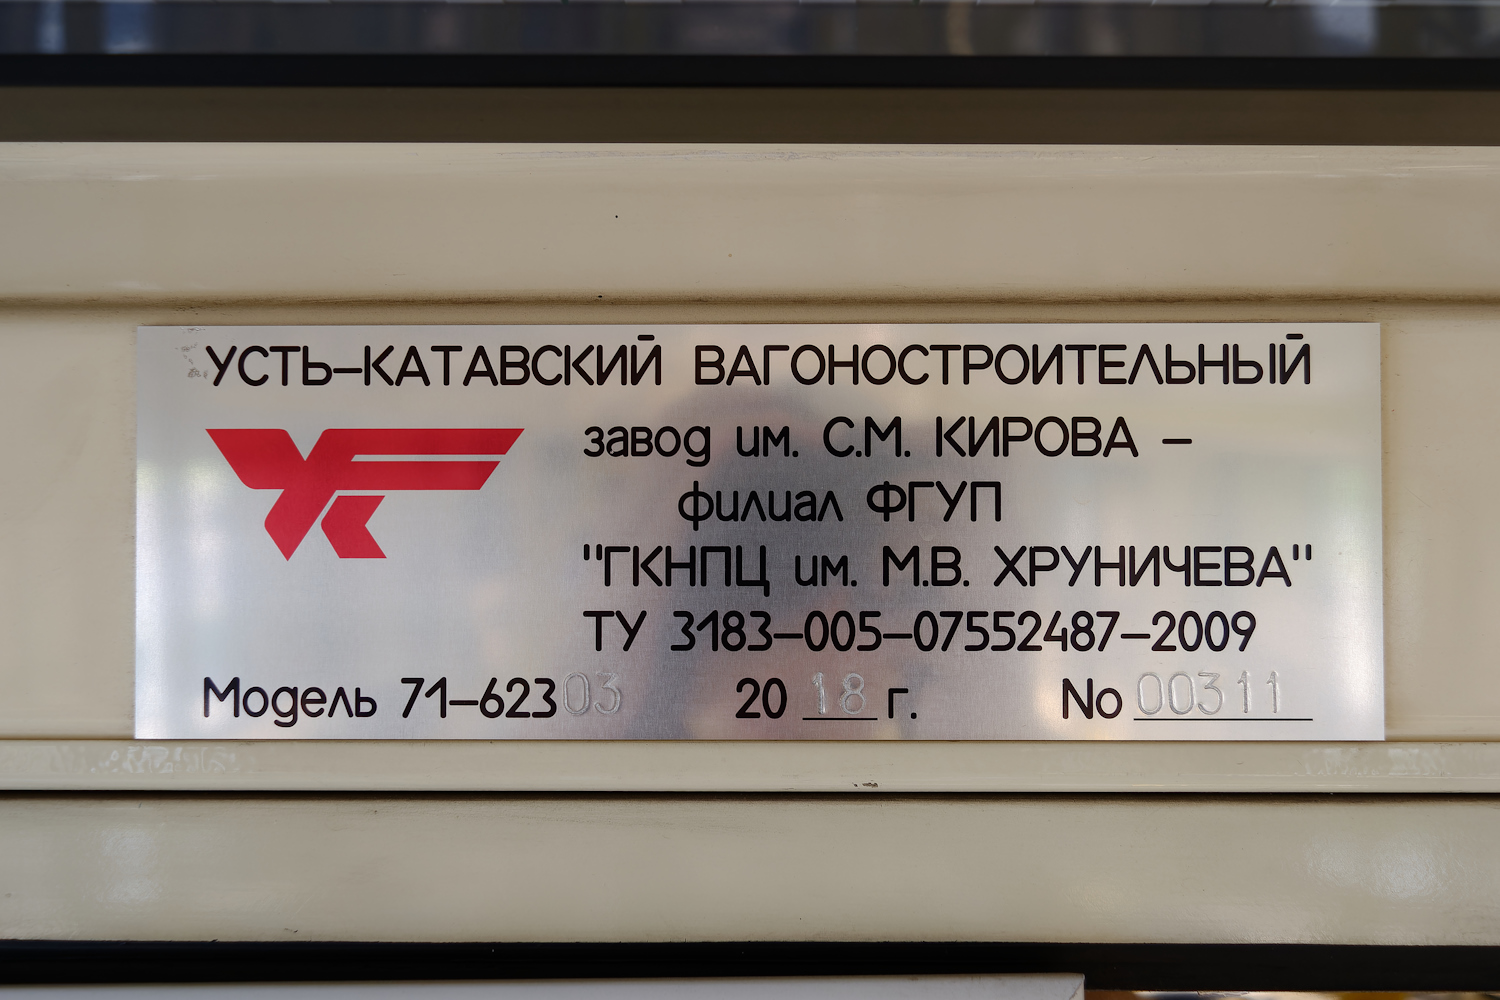 УСТЬ-КАТАВСКИЙ ВАГОНОСТРОИТЕЛЬНЫЙ
завод им. С.М. КИРОВА –
филиал ФГУП
"ГКНПЦ им. М.В. ХРУНИЧЕВА"
ТУ 3183-005-07552487-2009
Модель 71-62303 2018 г. No 00311